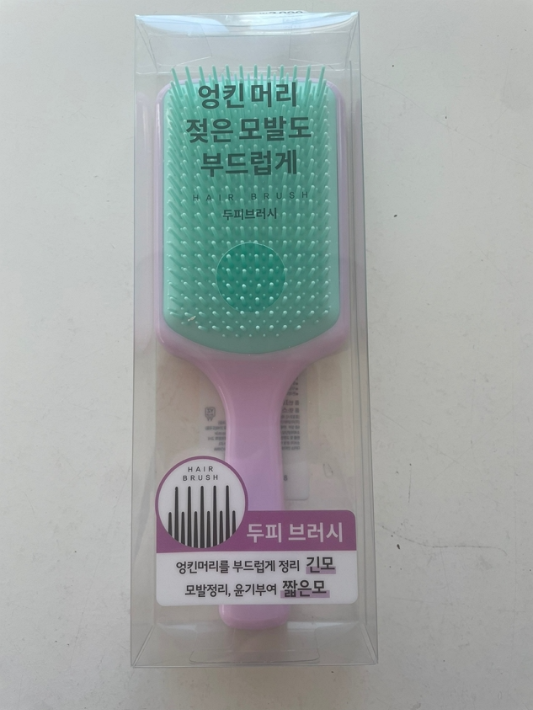 엉킨 머리
젖은 모발도
부드럽게
HAIR BRUSH
두피브러시
HAIR
BRUSH
두피 브러시
엉킨머리를 부드럽게 정리 긴모
모발정리, 윤기부여 짧은모